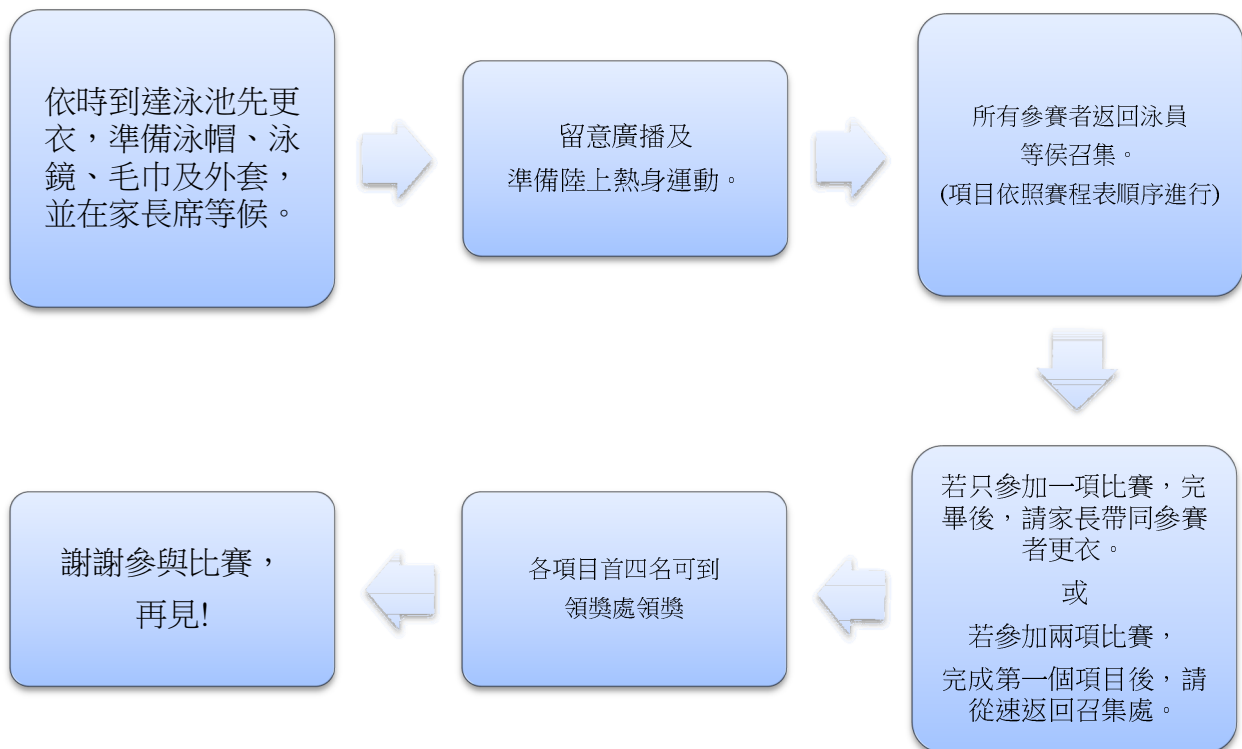 依時到達泳池先更
衣，準備泳帽、泳
鏡、毛巾及外套，
並在家長席等候。
留意廣播及
準備陸上熱身運動。
所有參賽者返回泳員
等侯召集。
(項目依照賽程表順序進行)
若只參加一項比賽，完
畢後，請家長帶同參賽
者更衣。
或
若參加兩項比賽，
完成第一個項目後，請
從速返回召集處。
各項目首四名可到
領獎處領獎
謝謝參與比賽，
再見!